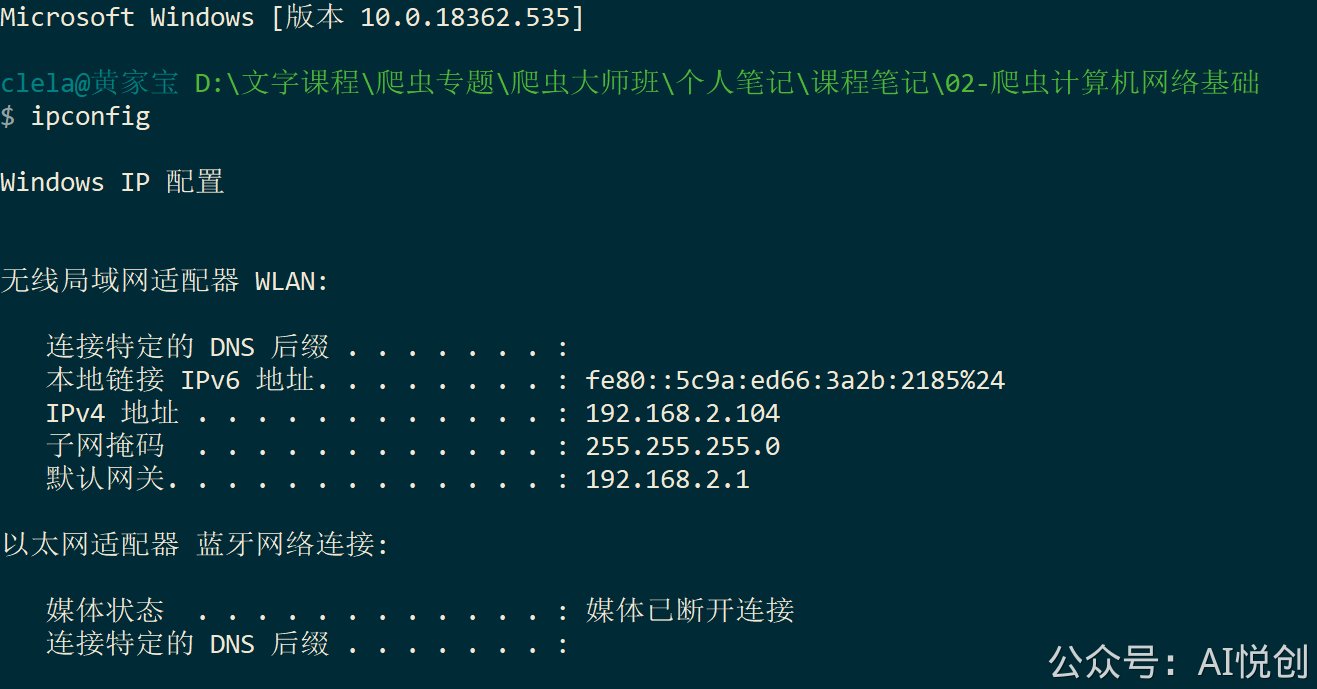 Microsoft Windows [版本 10.0.18362.535]
clela@黄家宝 D:\文字课程\爬虫专题\爬虫大师班\个人笔记\课程笔记\02-爬虫计算机网络基础
$ ipconfig
Windows IP 配置
无线局域网适配器 WLAN:
连接特定的 DNS 后缀 . . . . . . . :
本地链接 IPv6 地址. . . . . . . . : fe80::5c9a:ed66:3a2b:2185%24
IPv4 地址 . . . . . . . . . . . . : 192.168.2.104
子网掩码  . . . . . . . . . . . . : 255.255.255.0
默认网关. . . . . . . . . . . . . : 192.168.2.1
以太网适配器 蓝牙网络连接:
媒体状态  . . . . . . . . . . . . : 媒体已断开连接
连接特定的 DNS 后缀 . . . . . . . :
公众号：AI悦创